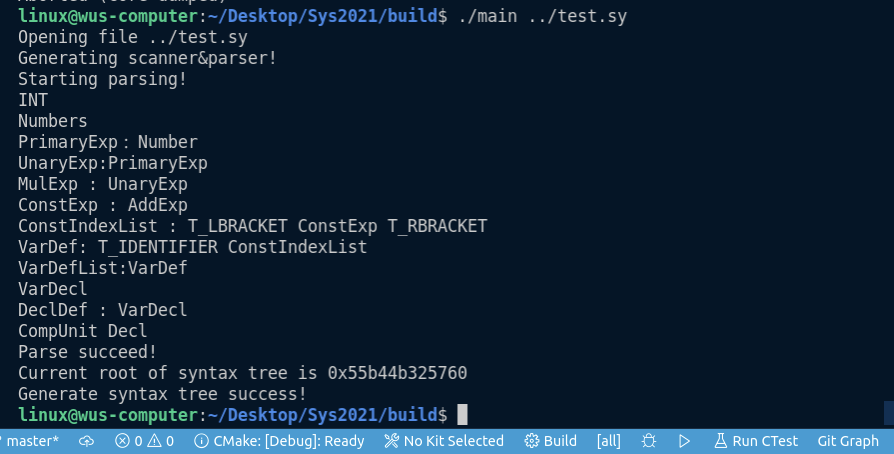 Aborted (core dumped)
linux@wus-computer:~/Desktop/Sys2021/build$ ./main ../test.sy
Opening file ../test.sy
Generating scanner&parser!
Starting parsing!
INT
Numbers
PrimaryExp：Number
UnaryExp:PrimaryExp
MulExp : UnaryExp
ConstExp : AddExp
ConstIndexList : T_LBRACKET ConstExp T_RBRACKET
VarDef: T_IDENTIFIER ConstIndexList
VarDefList:VarDef
VarDecl
DeclDef : VarDecl
CompUnit Decl
Parse succeed!
Current root of syntax tree is 0x55b44b325760
Generate syntax tree success!
linux@wus-computer:~/Desktop/Sys2021/build$
master* 0 0 CMake: [Debug]: Ready No Kit Selected Build [all] Run CTest Git Graph